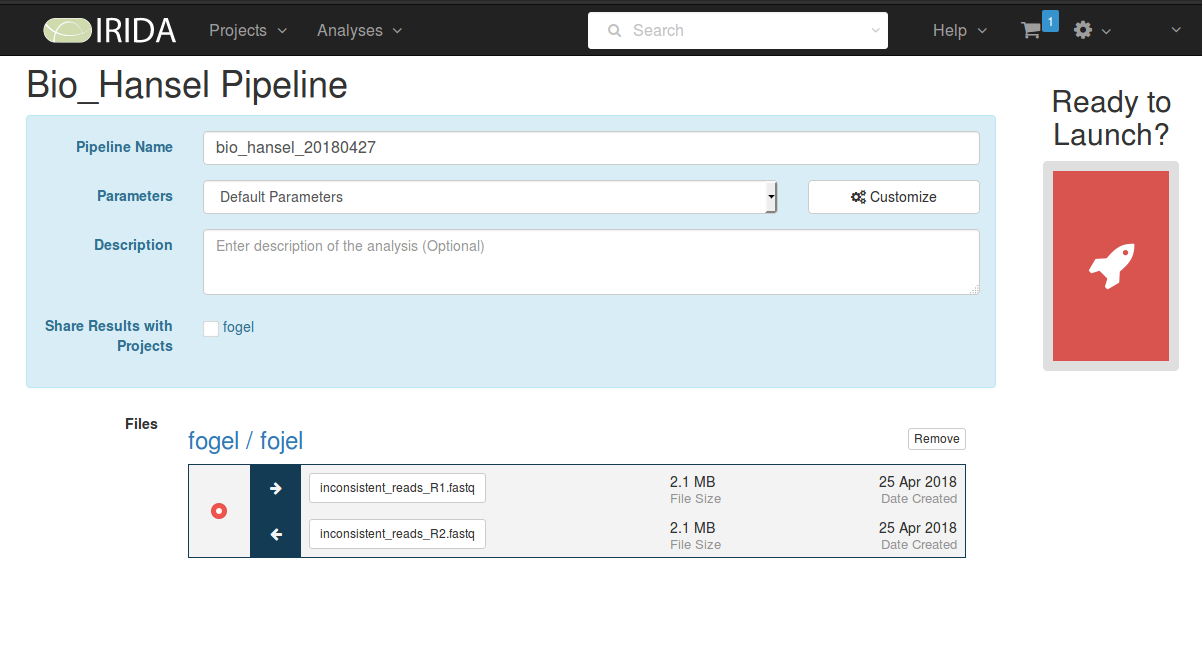 IRIDA Projects Analyses Search Help 1
Bio_Hansel Pipeline
Ready to
Launch?
Pipeline Name bio_hansel_20180427
Parameters Default Parameters Customize
Description Enter description of the analysis (Optional)
Share Results with
Projects
fogel
Files
fogel / fojel Remove
inconsistent_reads_R1.fastq 2.1 MB 25 Apr 2018
File Size Date Created
inconsistent_reads_R2.fastq 2.1 MB 25 Apr 2018
File Size Date Created